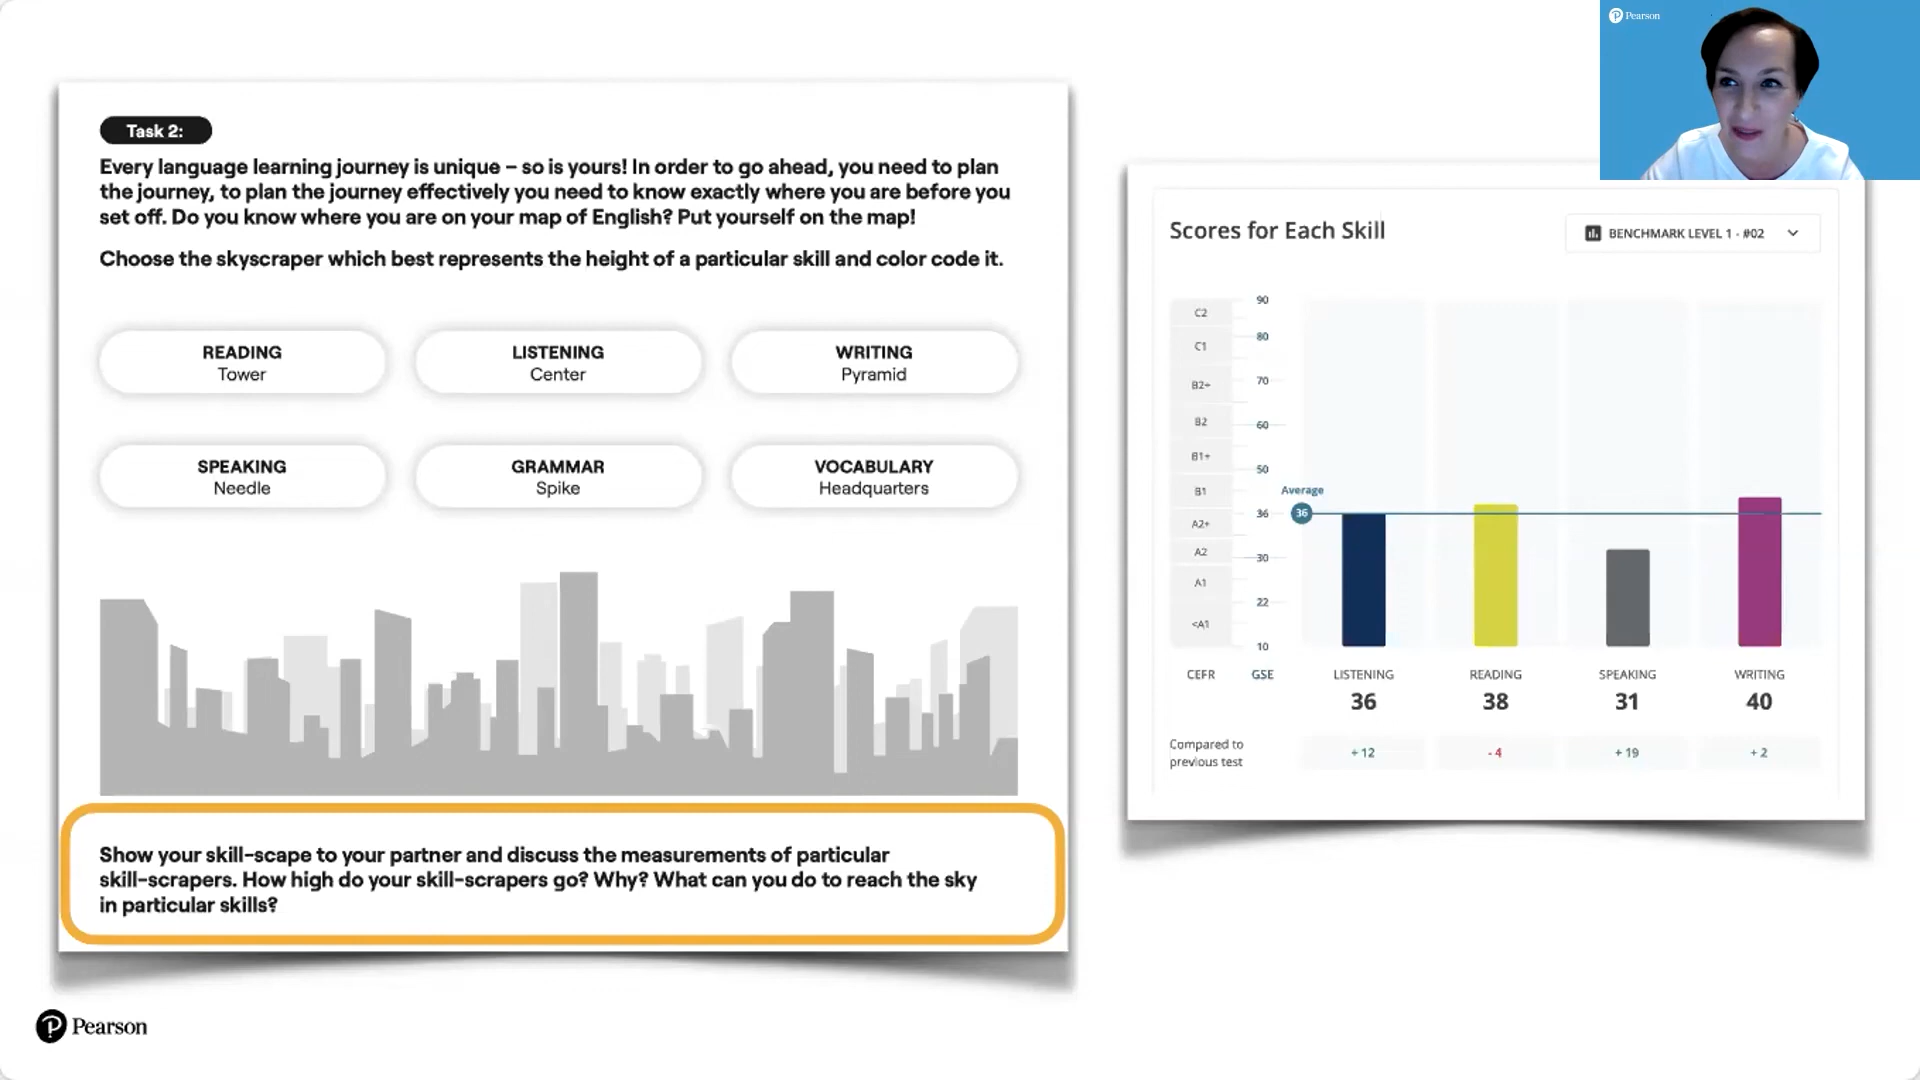 Pearson
Task 2:
Every language learning journey is unique – so is yours! In order to go ahead, you need to plan
the journey, to plan the journey effectively you need to know exactly where you are before you
set off. Do you know where you are on your map of English? Put yourself on the map!
Choose the skyscraper which best represents the height of a particular skill and color code it.
READING
Tower
LISTENING
Center
WRITING
Pyramid
SPEAKING
Needle
GRAMMAR
Spike
VOCABULARY
Headquarters
Show your skill-scape to your partner and discuss the measurements of particular
skill-scrapers. How high do your skill-scrapers go? Why? What can you do to reach the sky
in particular skills?
Scores for Each Skill
BENCHMARK LEVEL 1 - #02
C2
C1
B2+
B2
B1+
B1
A2+
A2
A1
<A1
CEFR
90
80
70
60
50
36
30
22
10
GSE
Average
36
LISTENING
36
READING
38
SPEAKING
31
WRITING
40
Compared to
previous test
+ 12
- 4
+ 19
+ 2
Pearson